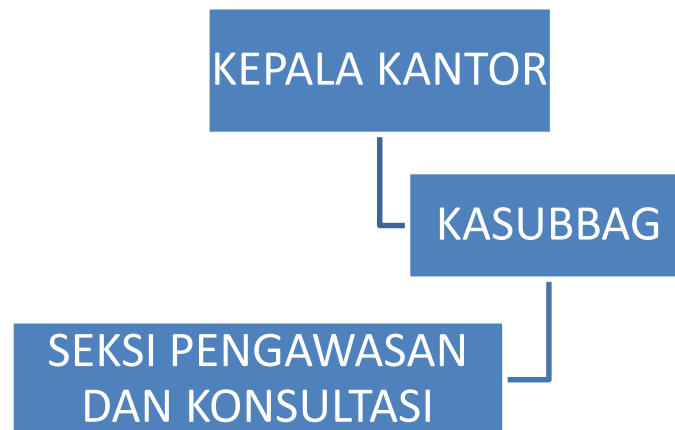 KEPALA KANTOR
KASUBBAG
SEKSI PENGAWASAN
DAN KONSULTASI